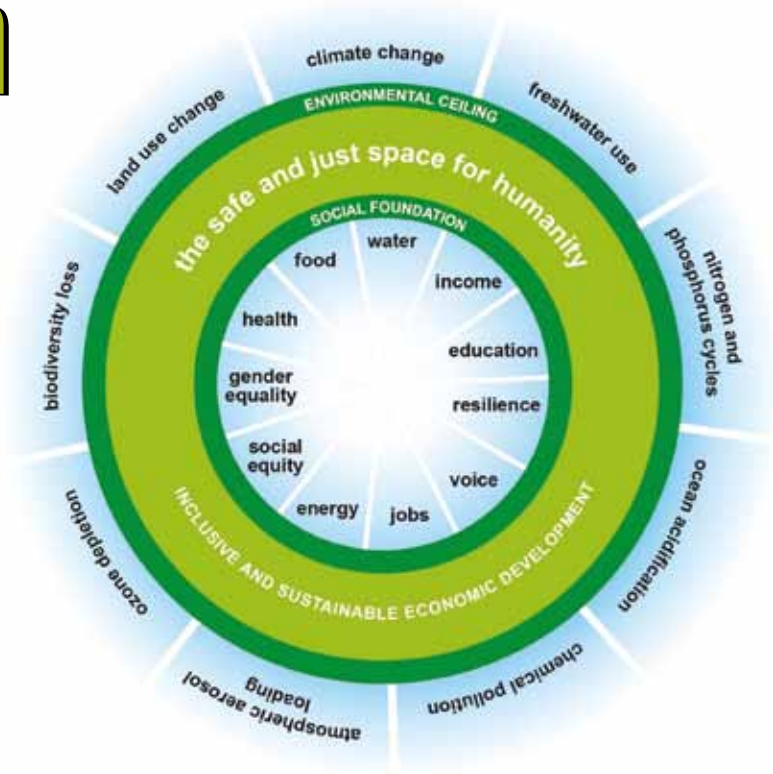 climate change
freshwater use
nitrogen and
phosphorus cycles
ocean acidification
chemical pollution
atmospheric aerosol
loading
ozone depletion
biodiversity loss
land use change
ENVIRONMENTAL CEILING
the safe and just space for humanity
SOCIAL FOUNDATION
water
income
education
resilience
voice
jobs
energy
social
equity
gender
equality
health
food
INCLUSIVE AND SUSTAINABLE ECONOMIC DEVELOPMENT